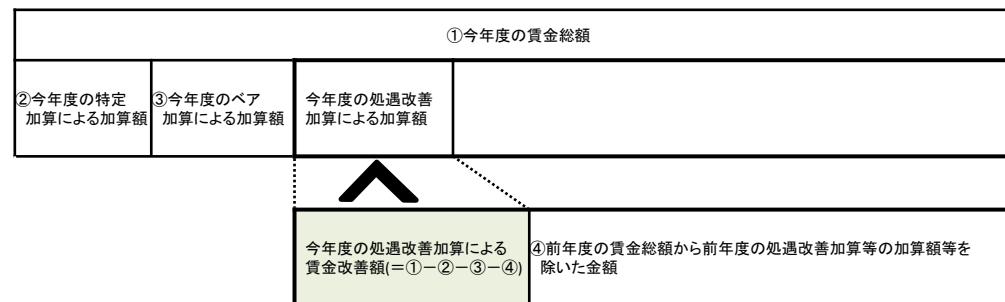 ①今年度の賃金総額
②今年度の特定
加算による加算額
③今年度のベア
加算による加算額
今年度の処遇改善
加算による加算額
今年度の処遇改善加算による
賃金改善額(=①－②－③－④)
④前年度の賃金総額から前年度の処遇改善加算等の加算額等を
除いた金額